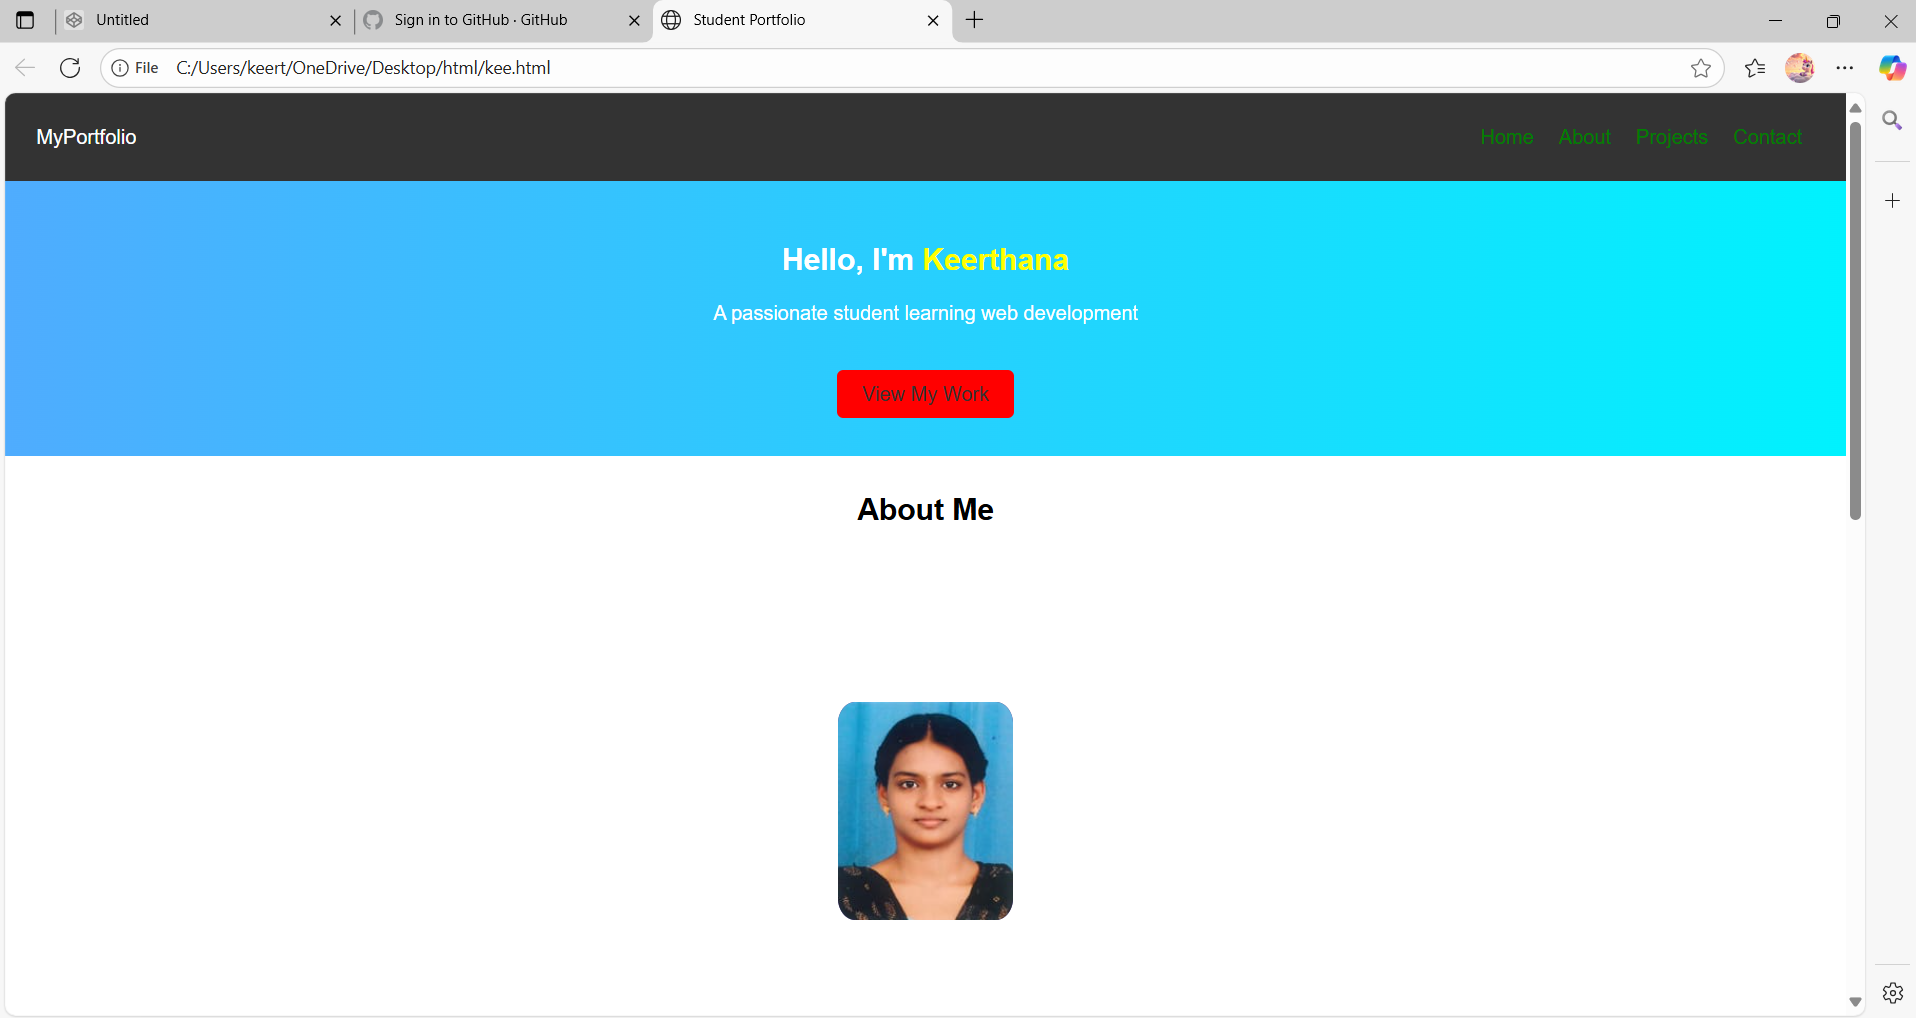 Untitled
Sign in to GitHub · GitHub
Student Portfolio
File C:/Users/keert/OneDrive/Desktop/html/kee.html
MyPortfolio
Home About Projects Contact
Hello, I'm Keerthana
A passionate student learning web development
View My Work
About Me